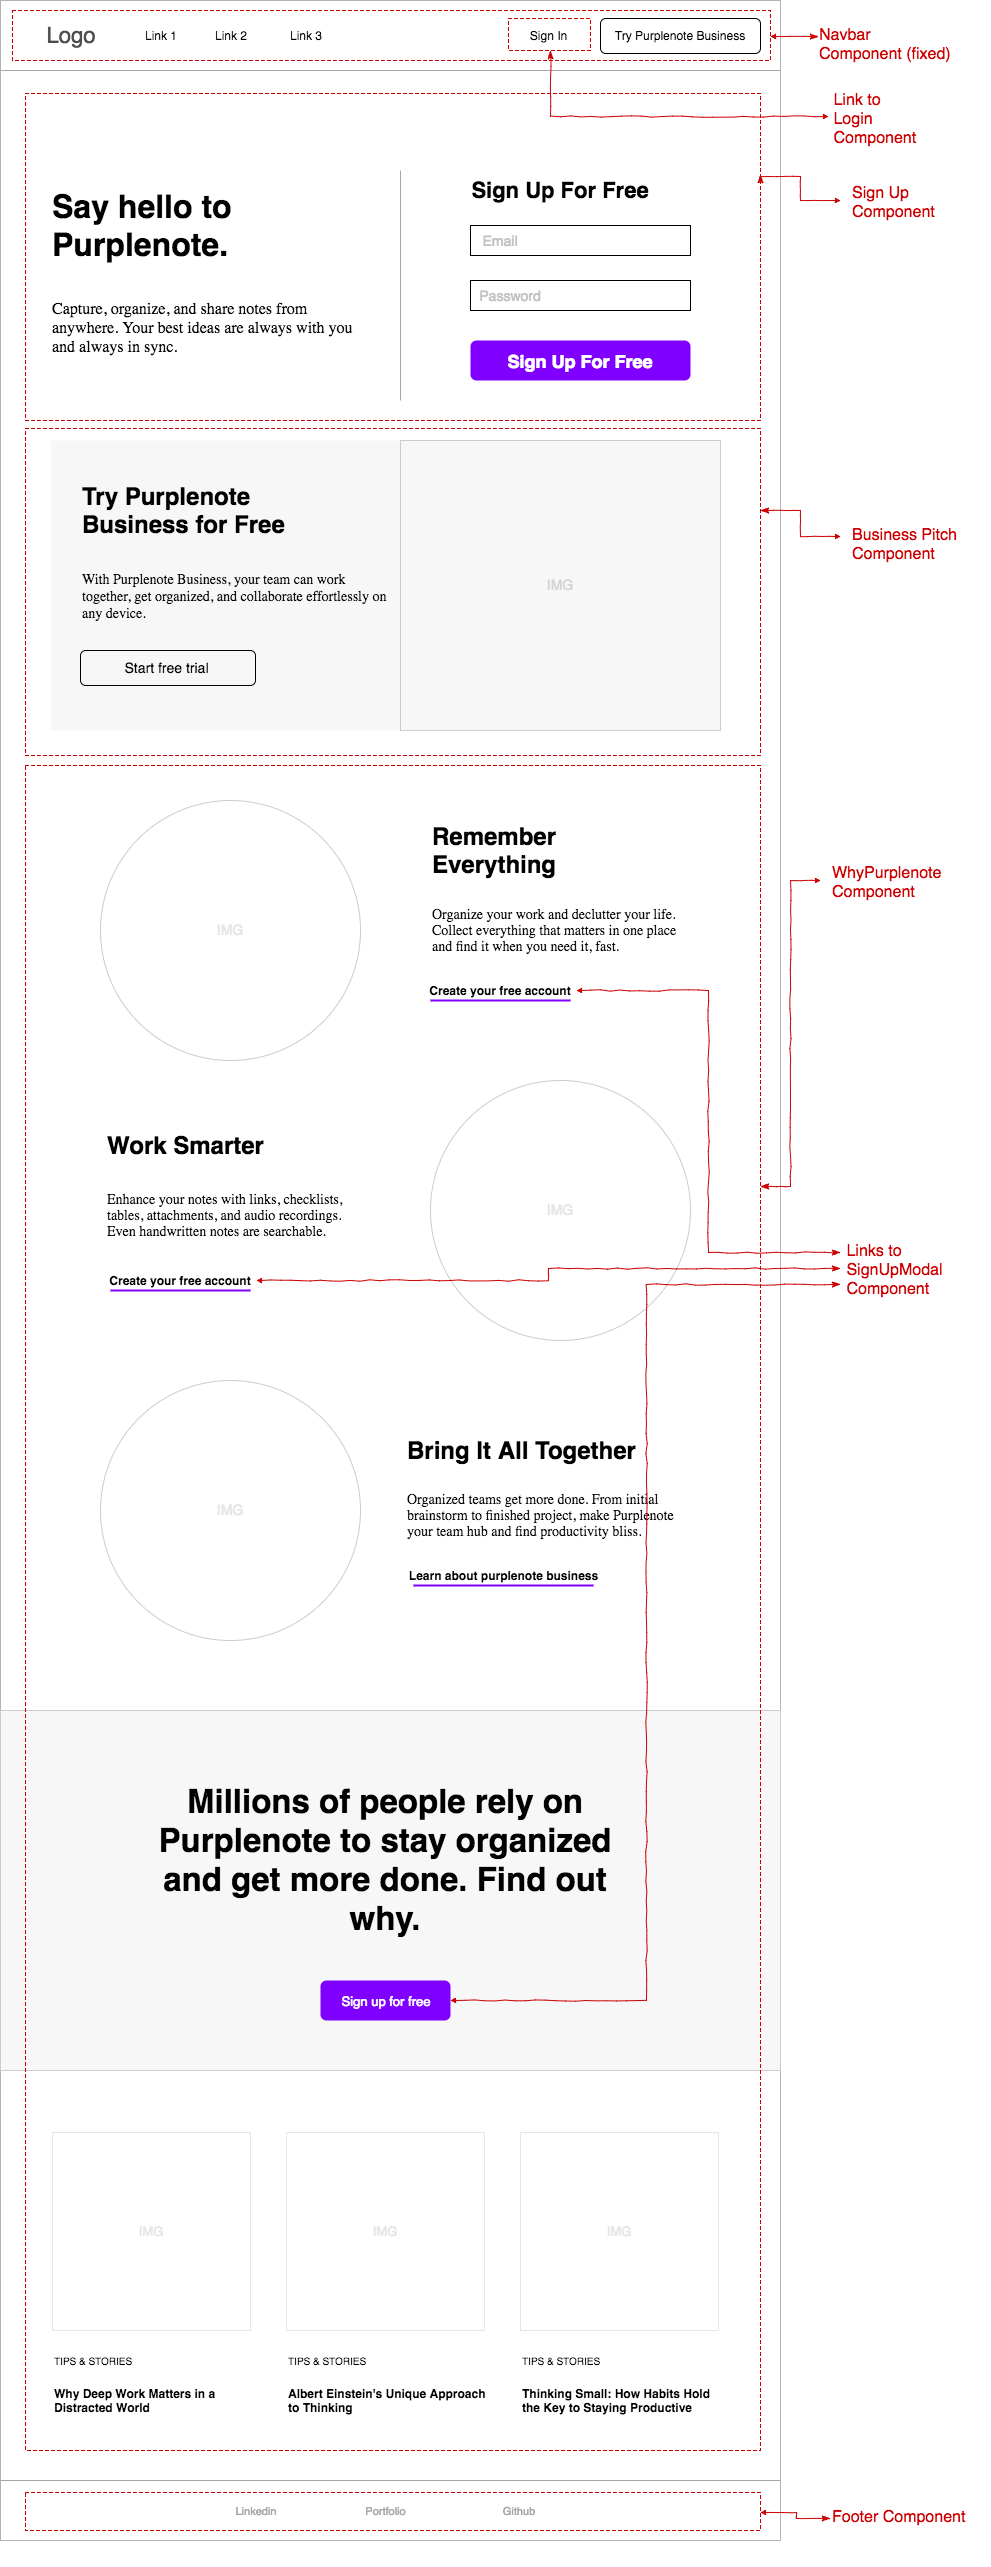 Logo
Link 1
Link 2
Link 3
Sign In
Try Purplenote Business
Navbar
Component (fixed)
Link to
Login
Component
Sign Up
Component
Say hello to
Purplenote.
Capture, organize, and share notes from
anywhere. Your best ideas are always with you
and always in sync.
Sign Up For Free
Email
Password
Sign Up For Free
Try Purplenote
Business for Free
With Purplenote Business, your team can work
together, get organized, and collaborate effortlessly on
any device.
Start free trial
IMG
Business Pitch
Component
IMG
Remember
Everything
Organize your work and declutter your life.
Collect everything that matters in one place
and find it when you need it, fast.
Create your free account
WhyPurplenote
Component
Work Smarter
Enhance your notes with links, checklists,
tables, attachments, and audio recordings.
Even handwritten notes are searchable.
Create your free account
IMG
Links to
SignUpModal
Component
IMG
Bring It All Together
Organized teams get more done. From initial
brainstorm to finished project, make Purplenote
your team hub and find productivity bliss.
Learn about purplenote business
Millions of people rely on
Purplenote to stay organized
and get more done. Find out
why.
Sign up for free
IMG
IMG
IMG
TIPS & STORIES
Why Deep Work Matters in a
Distracted World
TIPS & STORIES
Albert Einstein's Unique Approach
to Thinking
TIPS & STORIES
Thinking Small: How Habits Hold
the Key to Staying Productive
Linkedin
Portfolio
Github
Footer Component